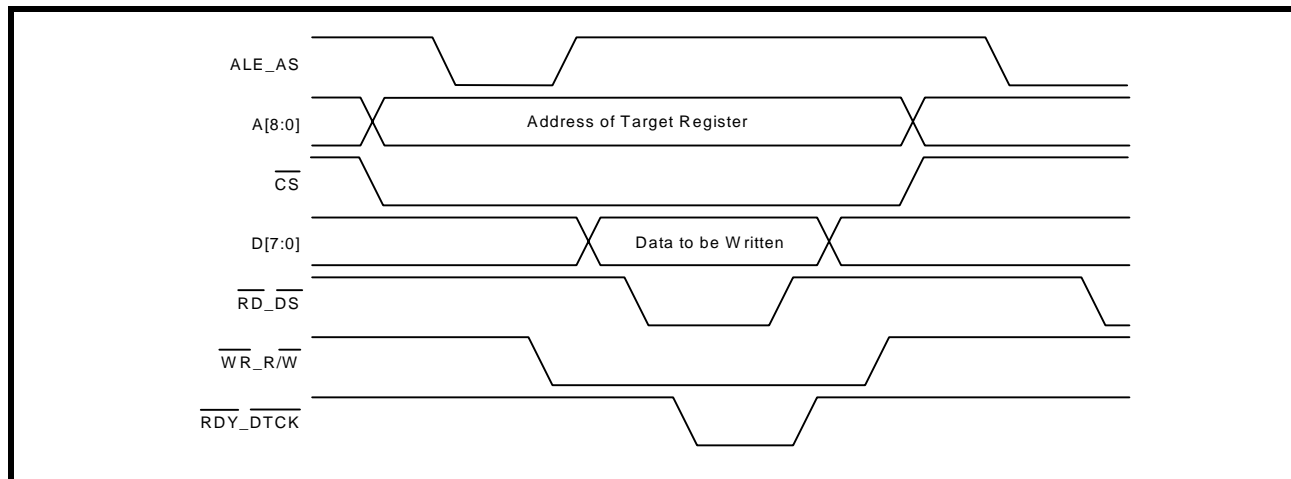 ALE_AS
A[8:0]
Address of Target Register
CS
D[7:0]
Data to be Written
RD_DS
WR_R/W
RDY_DTCK